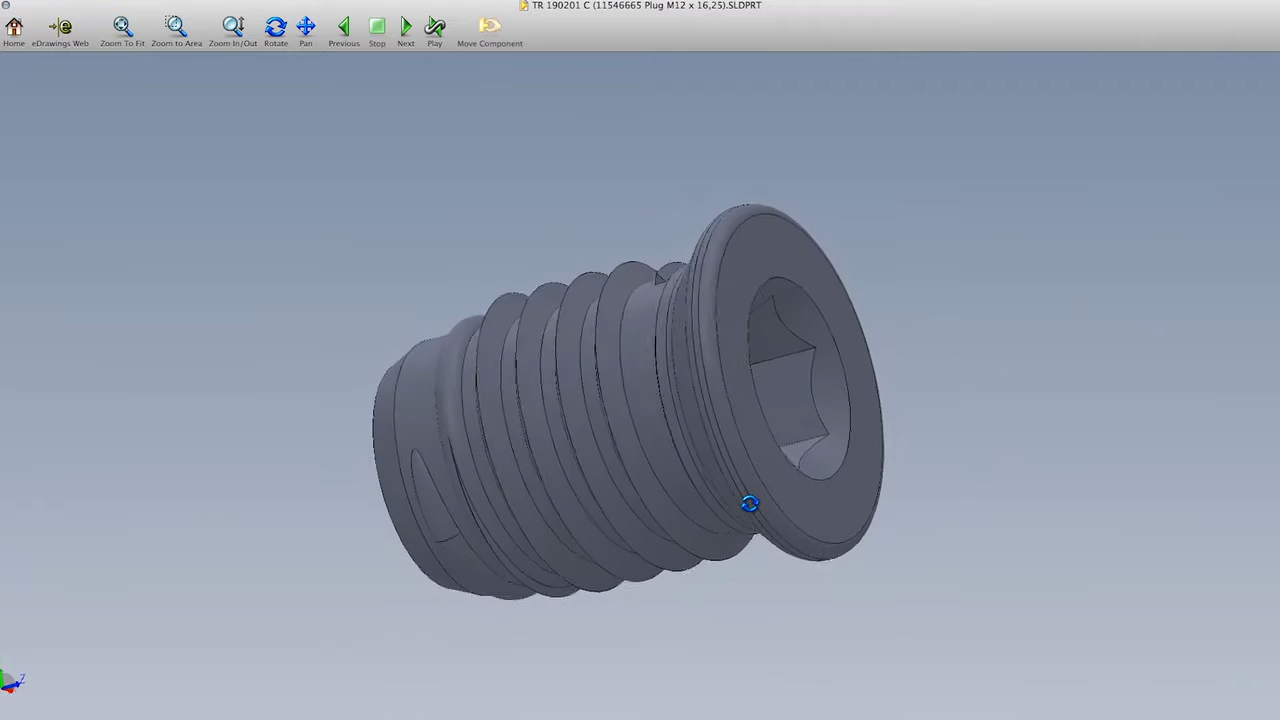 TR 190201 C (11546665 Plug M12 x 16,25).SLDPRT
Home eDrawings Web Zoom To Fit Zoom to Area Zoom In/Out Rotate Pan Previous Stop Next Play Move Component
Z